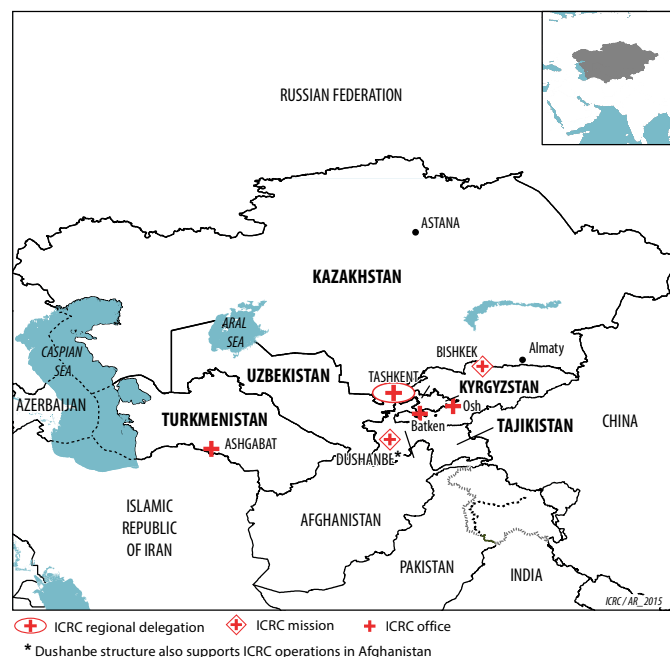 RUSSIAN FEDERATION
ASTANA
KAZAKHSTAN
ARAL
SEA
CASPIAN
SEA
BISHKEK
Almaty
UZBEKISTAN
TASHKENT
KYRGYZSTAN
AZERBAIJAN
Osh
TURKMENISTAN
Batken
TAJIKISTAN
CHINA
ASHGABAT
DUSHANBE*
ISLAMIC
REPUBLIC
OF IRAN
AFGHANISTAN
PAKISTAN
INDIA
ICRC / AR_2015
ICRC regional delegation ICRC mission ICRC office
* Dushanbe structure also supports ICRC operations in Afghanistan